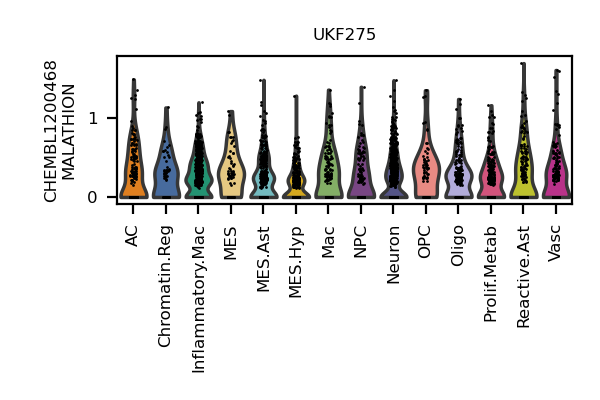 UKF275
CHEMBL1200468
MALATHION
1
0
AC
Chromatin.Reg
Inflammatory.Mac
MES
MES.Ast
MES.Hyp
Mac
NPC
Neuron
OPC
Oligo
Prolif.Metab
Reactive.Ast
Vasc